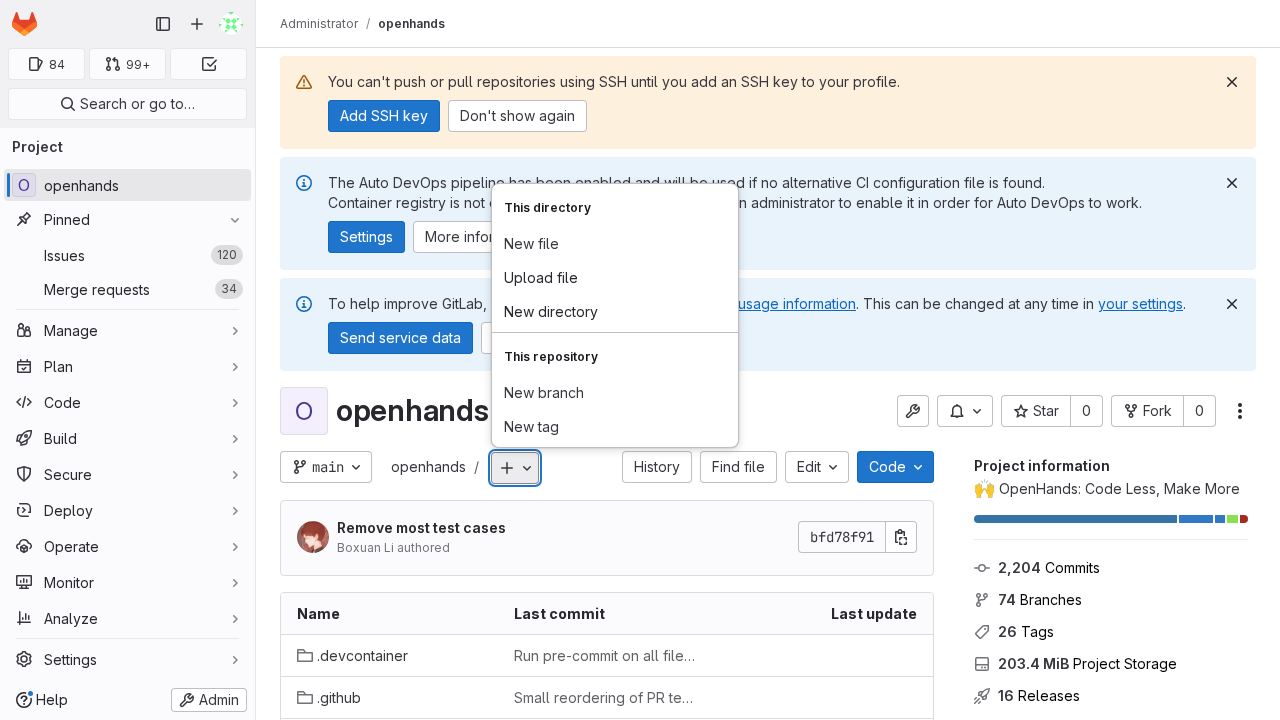 84
99+
Search or go to…
Project
O openhands
Pinned
Issues 120
Merge requests 34
Manage
Plan
Code
Build
Secure
Deploy
Operate
Monitor
Analyze
Settings
Help
Admin
Administrator / openhands
You can't push or pull repositories using SSH until you add an SSH key to your profile.
Add SSH key Don't show again
The Auto DevOps pipeline has been enabled and will be used if no alternative CI configuration file is found.
Container registry is not an administrator to enable it in order for Auto DevOps to work.
Settings More
To help improve GitLab, usage information. This can be changed at any time in your settings.
Send service data
This directory
New file
Upload file
New directory
This repository
New branch
New tag
O openhands
Star 0
Fork 0
main openhands /
History Find file Edit Code
Remove most test cases
Boxuan Li authored
bfd78f91
Name Last commit Last update
.devcontainer Run pre-commit on all file…
.github Small reordering of PR te…
Project information
🙌 OpenHands: Code Less, Make More
2,204 Commits
74 Branches
26 Tags
203.4 MiB Project Storage
16 Releases